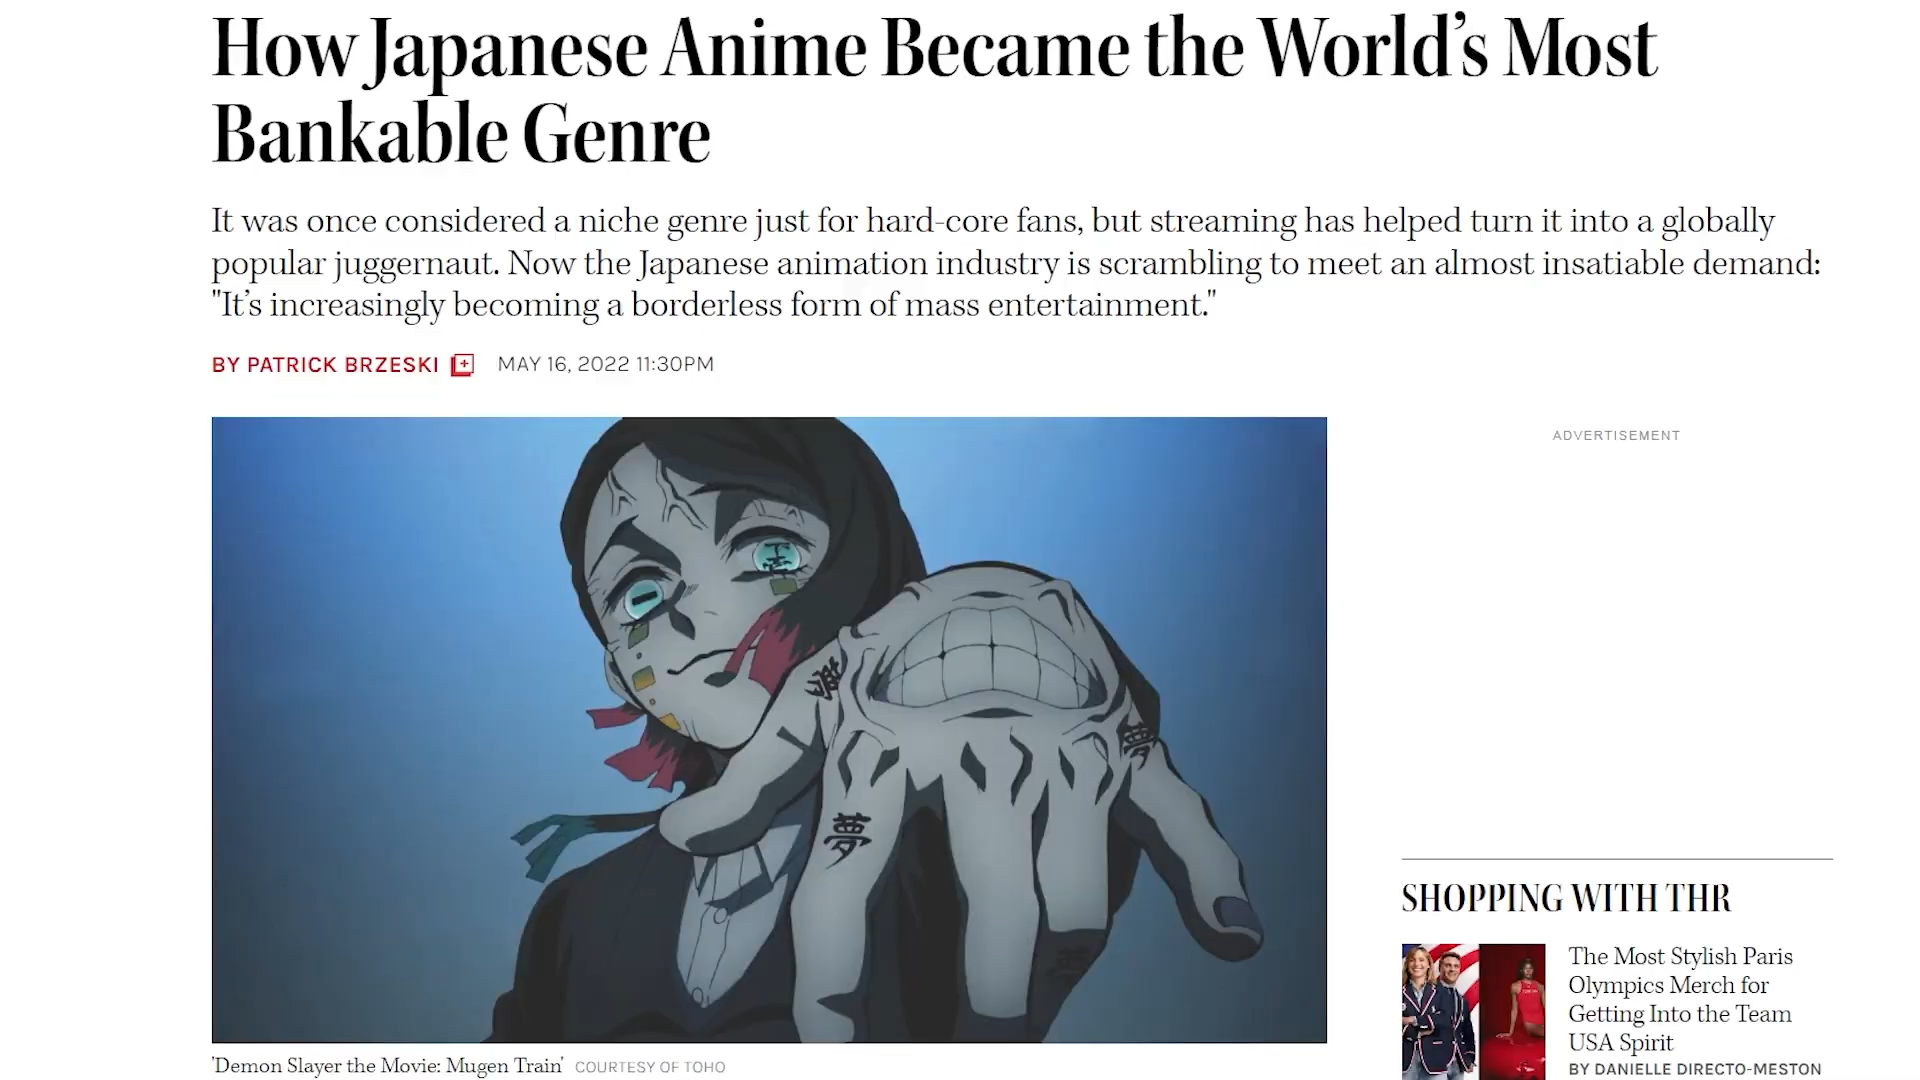 How Japanese Anime Became the World’s Most
Bankable Genre
It was once considered a niche genre just for hard-core fans, but streaming has helped turn it into a globally
popular juggernaut. Now the Japanese animation industry is scrambling to meet an almost insatiable demand:
"It’s increasingly becoming a borderless form of mass entertainment."
BY PATRICK BRZESKI MAY 16, 2022 11:30PM
ADVERTISEMENT
夢
夢
'Demon Slayer the Movie: Mugen Train' COURTESY OF TOHO
SHOPPING WITH THR
The Most Stylish Paris
Olympics Merch for
Getting Into the Team
USA Spirit
BY DANIELLE DIRECTO-MESTON